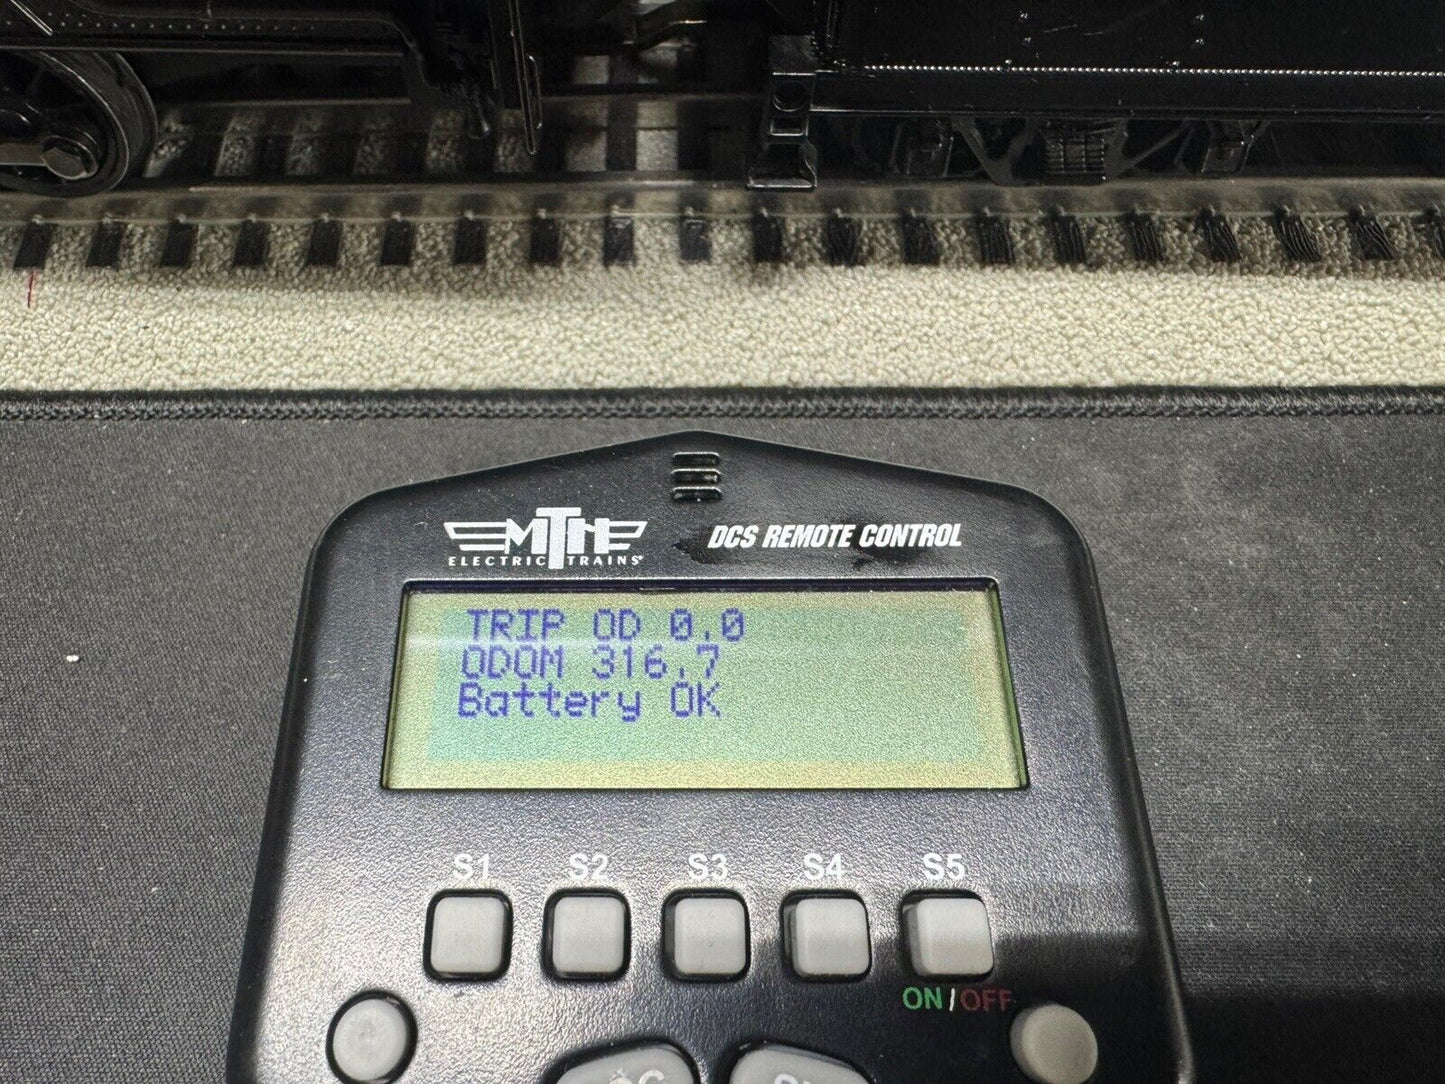 MTH
ELECTRIC TRAINS®
DCS REMOTE CONTROL
TRIP OD 0.0
ODOM 316.7
Battery OK
S1 S2 S3 S4 S5
ON/OFF